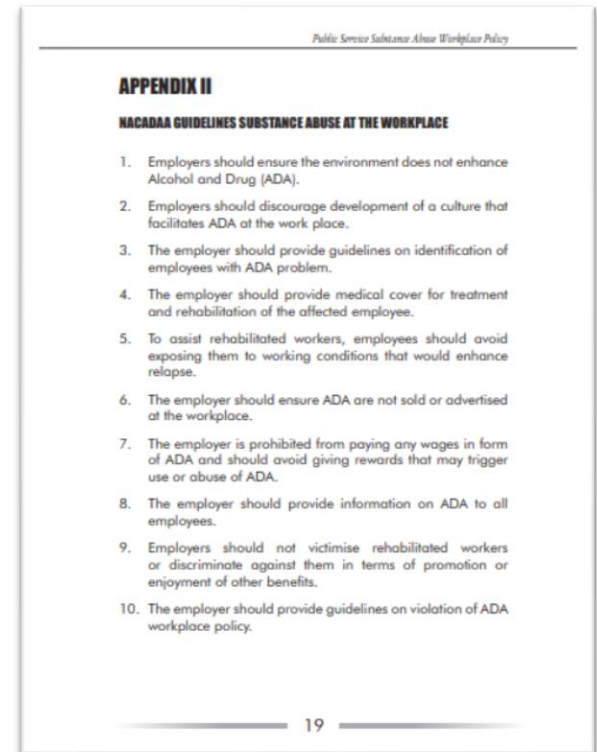 Public Service Substance Abuse Workplace Policy
APPENDIX II
NACADAA GUIDELINES SUBSTANCE ABUSE AT THE WORKPLACE
1. Employers should ensure the environment does not enhance
Alcohol and Drug (ADA).
2. Employers should discourage development of a culture that
facilitates ADA at the work place.
3. The employer should provide guidelines on identification of
employees with ADA problem.
4. The employer should provide medical cover for treatment
and rehabilitation of the affected employee.
5. To assist rehabilitated workers, employees should avoid
exposing them to working conditions that would enhance
relapse.
6. The employer should ensure ADA are not sold or advertised
at the workplace.
7. The employer is prohibited from paying any wages in form
of ADA and should avoid giving rewards that may trigger
use or abuse of ADA.
8. The employer should provide information on ADA to all
employees.
9. Employers should not victimise rehabilitated workers
or discriminate against them in terms of promotion or
enjoyment of other benefits.
10. The employer should provide guidelines on violation of ADA
workplace policy.
19